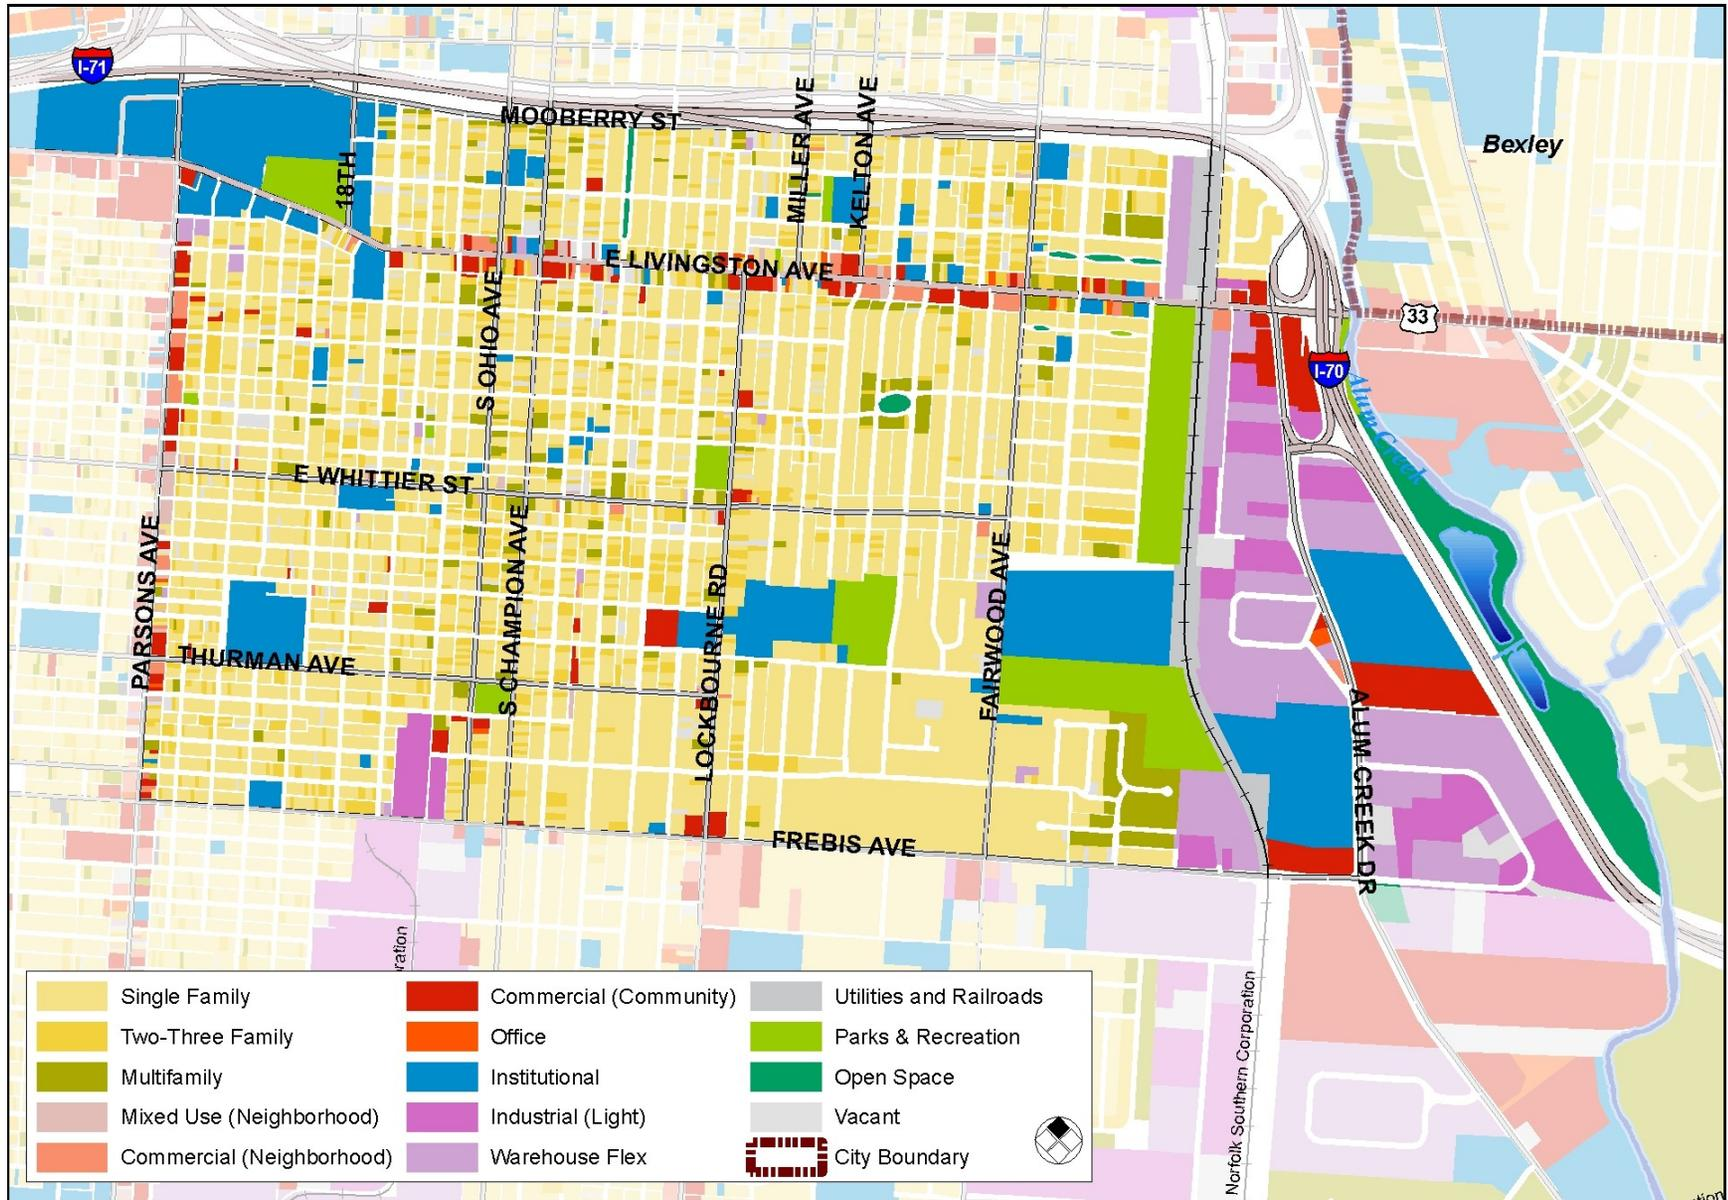 I-71
MOOBERRY ST
MILLER AVE
KELTON AVE
Bexley
18TH
E LIVINGSTON AVE
S OHIO AVE
33
I-70
Alum Creek
E WHITTIER ST
PARSONS AVE
S CHAMPION AVE
LOCKBOURNE RD
FAIRWOOD AVE
THURMAN AVE
ALUM CREEK DR
FREBIS AVE
ration
Norfolk Southern Corporation
Single Family
Two-Three Family
Multifamily
Mixed Use (Neighborhood)
Commercial (Neighborhood)
Commercial (Community)
Office
Institutional
Industrial (Light)
Warehouse Flex
Utilities and Railroads
Parks & Recreation
Open Space
Vacant
City Boundary